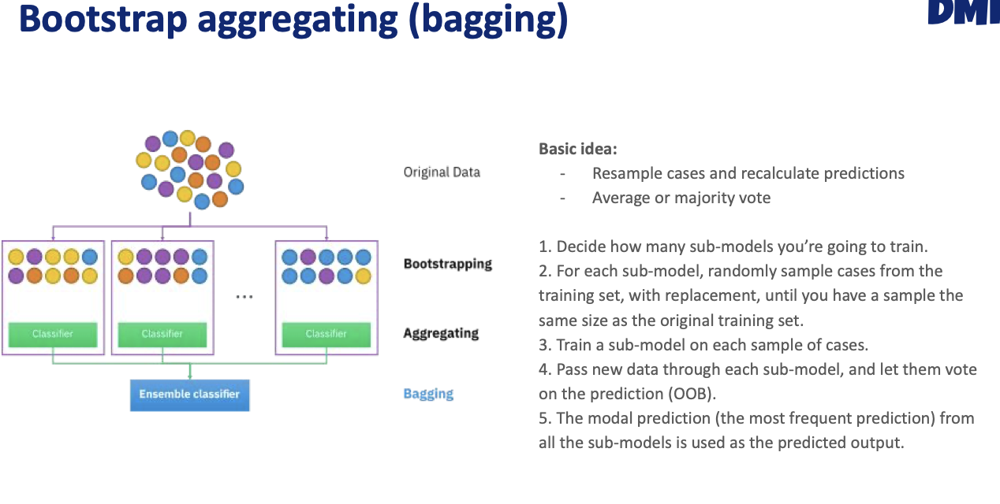 Bootstrap aggregating (bagging)
Original Data
Bootstrapping
Aggregating
Classifier
Classifier
...
Classifier
Ensemble classifier
Bagging
Basic idea:
- Resample cases and recalculate predictions
- Average or majority vote
1. Decide how many sub-models you’re going to train.
2. For each sub-model, randomly sample cases from the
training set, with replacement, until you have a sample the
same size as the original training set.
3. Train a sub-model on each sample of cases.
4. Pass new data through each sub-model, and let them vote
on the prediction (OOB).
5. The modal prediction (the most frequent prediction) from
all the sub-models is used as the predicted output.